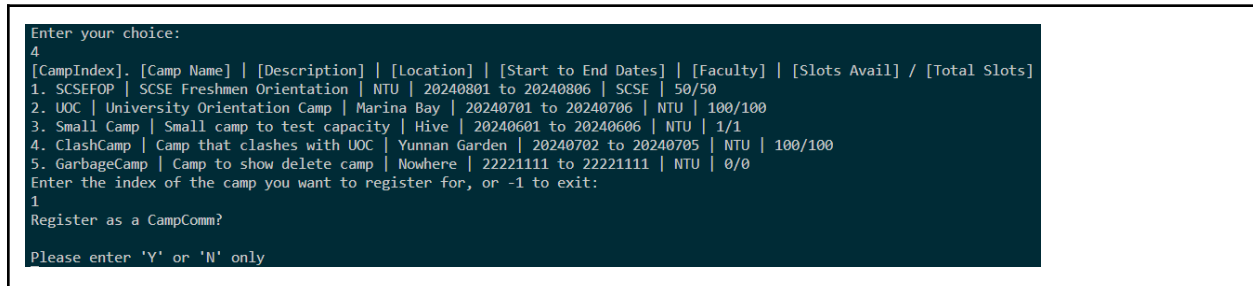 Enter your choice:
4
[CampIndex]. [Camp Name] | [Description] | [Location] | [Start to End Dates] | [Faculty] | [Slots Avail] / [Total Slots]
1. SCSEFOP | SCSE Freshmen Orientation | NTU | 20240801 to 20240806 | SCSE | 50/50
2. UOC | University Orientation Camp | Marina Bay | 20240701 to 20240706 | NTU | 100/100
3. Small Camp | Small camp to test capacity | Hive | 20240601 to 20240606 | NTU | 1/1
4. ClashCamp | Camp that clashes with UOC | Yunnan Garden | 20240702 to 20240705 | NTU | 100/100
5. GarbageCamp | Camp to show delete camp | Nowhere | 22221111 to 22221111 | NTU | 0/0
Enter the index of the camp you want to register for, or -1 to exit:
1
Register as a CampComm?
Please enter 'Y' or 'N' only